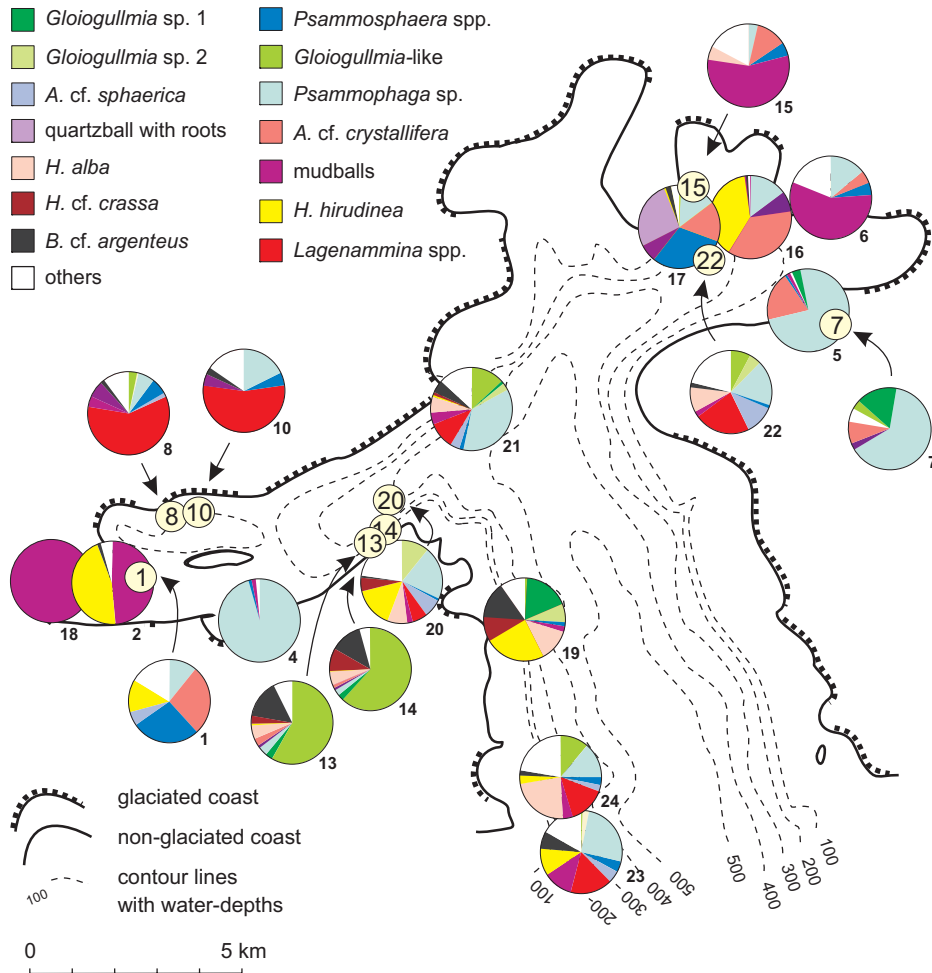 Gloiogullmia sp. 1
Gloiogullmia sp. 2
A. cf. sphaerica
quartzball with roots
H. alba
H. cf. crassa
B. cf. argenteus
others
Psammosphaera spp.
Gloiogullmia-like
Psammophaga sp.
A. cf. crystallifera
mudballs
H. hirudinea
Lagenammina spp.
15
15
6
16
17
22
7
5
22
7
8
10
21
8
10
20
14
13
1
18
2
4
20
19
1
13
14
24
23
100
200-
300
400
500
500
400
300
200
100
glaciated coast
non-glaciated coast
100
contour lines
with water-depths
0
5 km